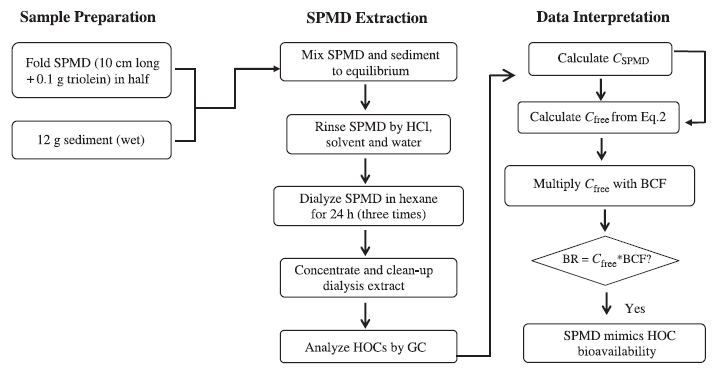 Sample Preparation
Fold SPMD (10 cm long
+0.1 g triolein) in half
12 g sediment (wet)
SPMD Extraction
Mix SPMD and sediment
to equilibrium
Rinse SPMD by HCl,
solvent and water
Dialyze SPMD in hexane
for 24 h (three times)
Concentrate and clean-up
dialysis extract
Analyze HOCs by GC
Data Interpretation
Calculate CSPMD
Calculate Cfree from Eq.2
Multiply Cfree with BCF
BR = Cfree*BCF?
Yes
SPMD mimics HOC
bioavailability